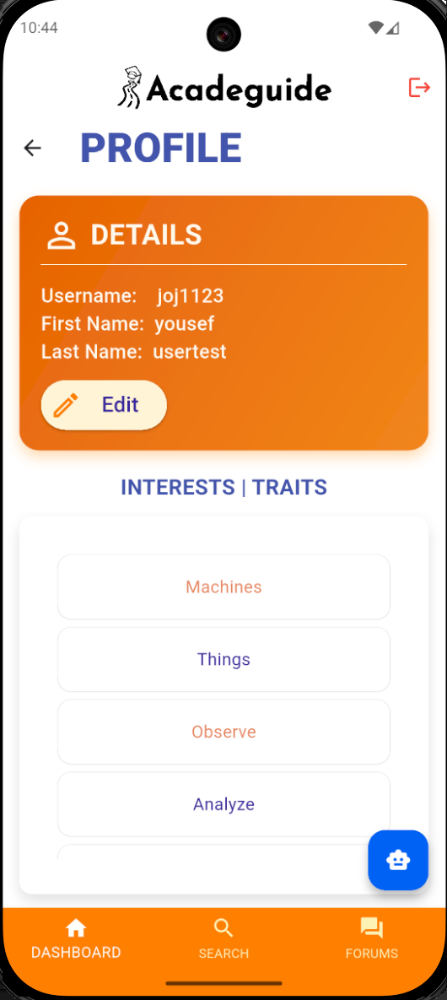 10:44
Acadeguide
PROFILE
DETAILS
Username: joj1123
First Name: yousef
Last Name: usertest
Edit
INTERESTS | TRAITS
Machines
Things
Observe
Analyze
DASHBOARD
SEARCH
FORUMS